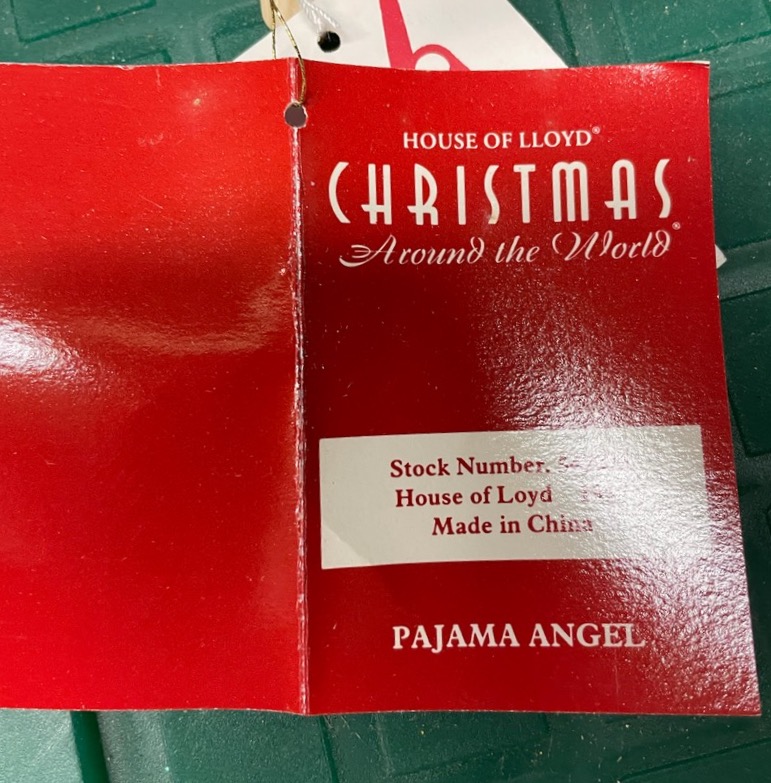 HOUSE OF LLOYD®
CHRISTMAS
Around the World®
Stock Number.
House of Loyd
Made in China
PAJAMA ANGEL